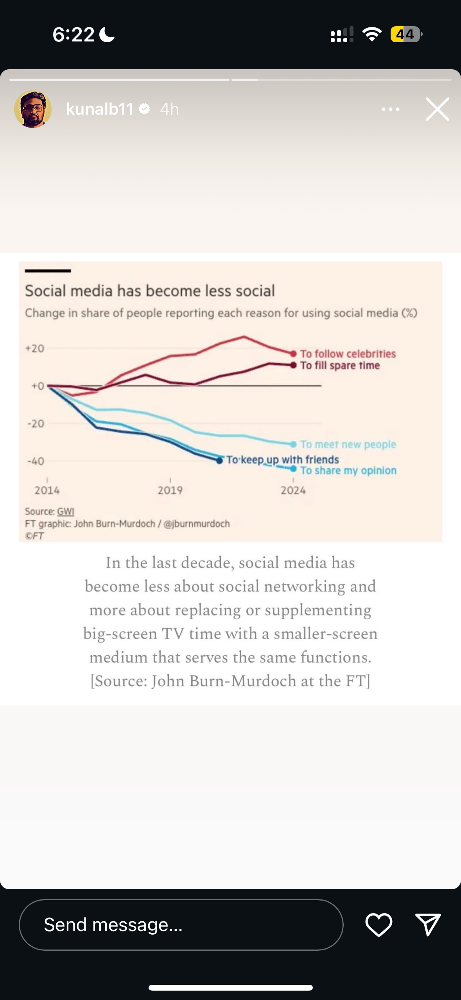 6:22
44
kunalb11 4h
Social media has become less social
Change in share of people reporting each reason for using social media (%)
+20
To follow celebrities
To fill spare time
+0
-20
To meet new people
-40
To keep up with friends
To share my opinion
2014 2019 2024
Source: GWI
FT graphic: John Burn-Murdoch / @jburnmurdoch
©FT
In the last decade, social media has
become less about social networking and
more about replacing or supplementing
big-screen TV time with a smaller-screen
medium that serves the same functions.
[Source: John Burn-Murdoch at the FT]
Send message...